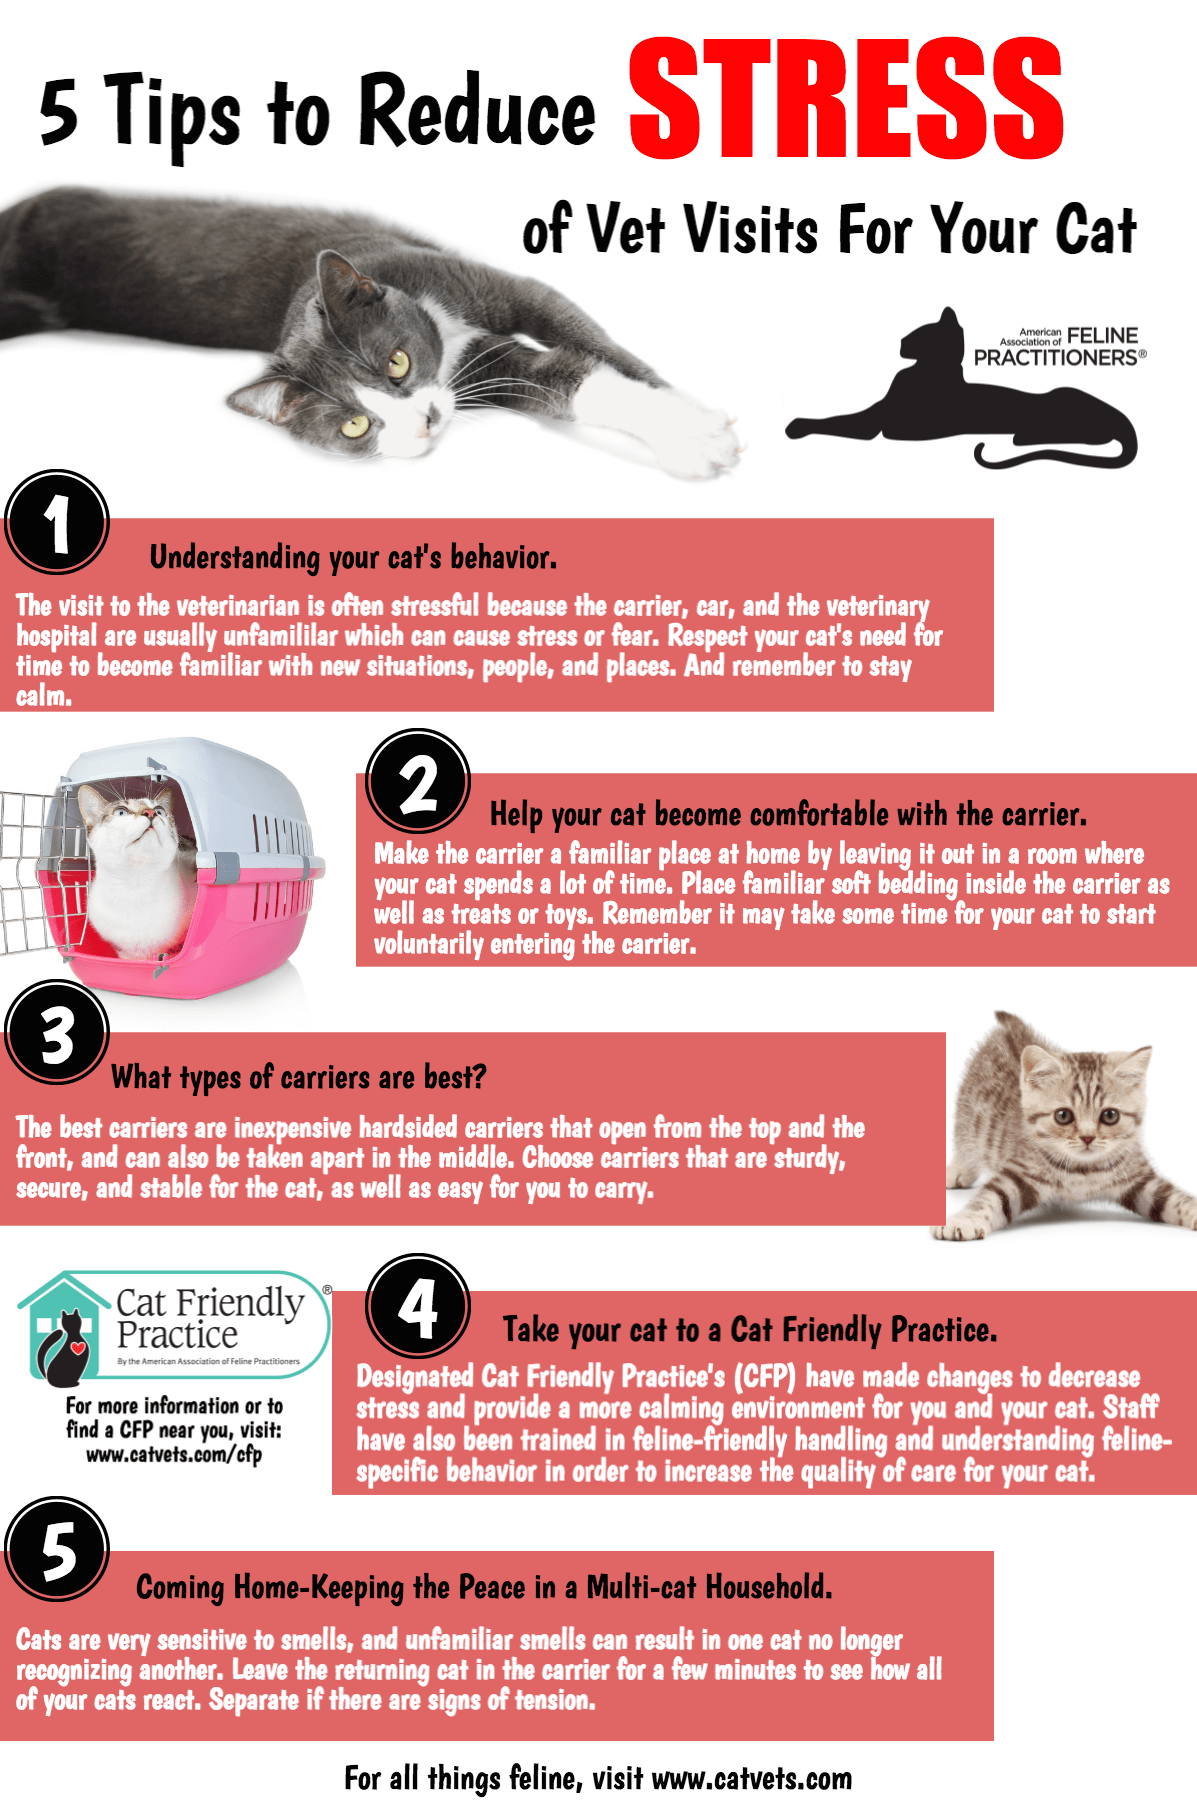 5 Tips to Reduce STRESS
of Vet Visits For Your Cat
American
Association of FELINE
PRACTITIONERS®
1
Understanding your cat's behavior.
The visit to the veterinarian is often stressful because the carrier, car, and the veterinary
hospital are usually unfamililar which can cause stress or fear. Respect your cat's need for
time to become familiar with new situations, people, and places. And remember to stay
calm.
2
Help your cat become comfortable with the carrier.
Make the carrier a familiar place at home by leaving it out in a room where
your cat spends a lot of time. Place familiar soft bedding inside the carrier as
well as treats or toys. Remember it may take some time for your cat to start
voluntarily entering the carrier.
3
What types of carriers are best?
The best carriers are inexpensive hardsided carriers that open from the top and the
front, and can also be taken apart in the middle. Choose carriers that are sturdy,
secure, and stable for the cat, as well as easy for you to carry.
Cat Friendly
Practice
®
By the American Association of Feline Practitioners
For more information or to
find a CFP near you, visit:
www.catvets.com/cfp
4
Take your cat to a Cat Friendly Practice.
Designated Cat Friendly Practice's (CFP) have made changes to decrease
stress and provide a more calming environment for you and your cat. Staff
have also been trained in feline-friendly handling and understanding feline-
specific behavior in order to increase the quality of care for your cat.
5
Coming Home-Keeping the Peace in a Multi-cat Household.
Cats are very sensitive to smells, and unfamiliar smells can result in one cat no longer
recognizing another. Leave the returning cat in the carrier for a few minutes to see how all
of your cats react. Separate if there are signs of tension.
For all things feline, visit www.catvets.com